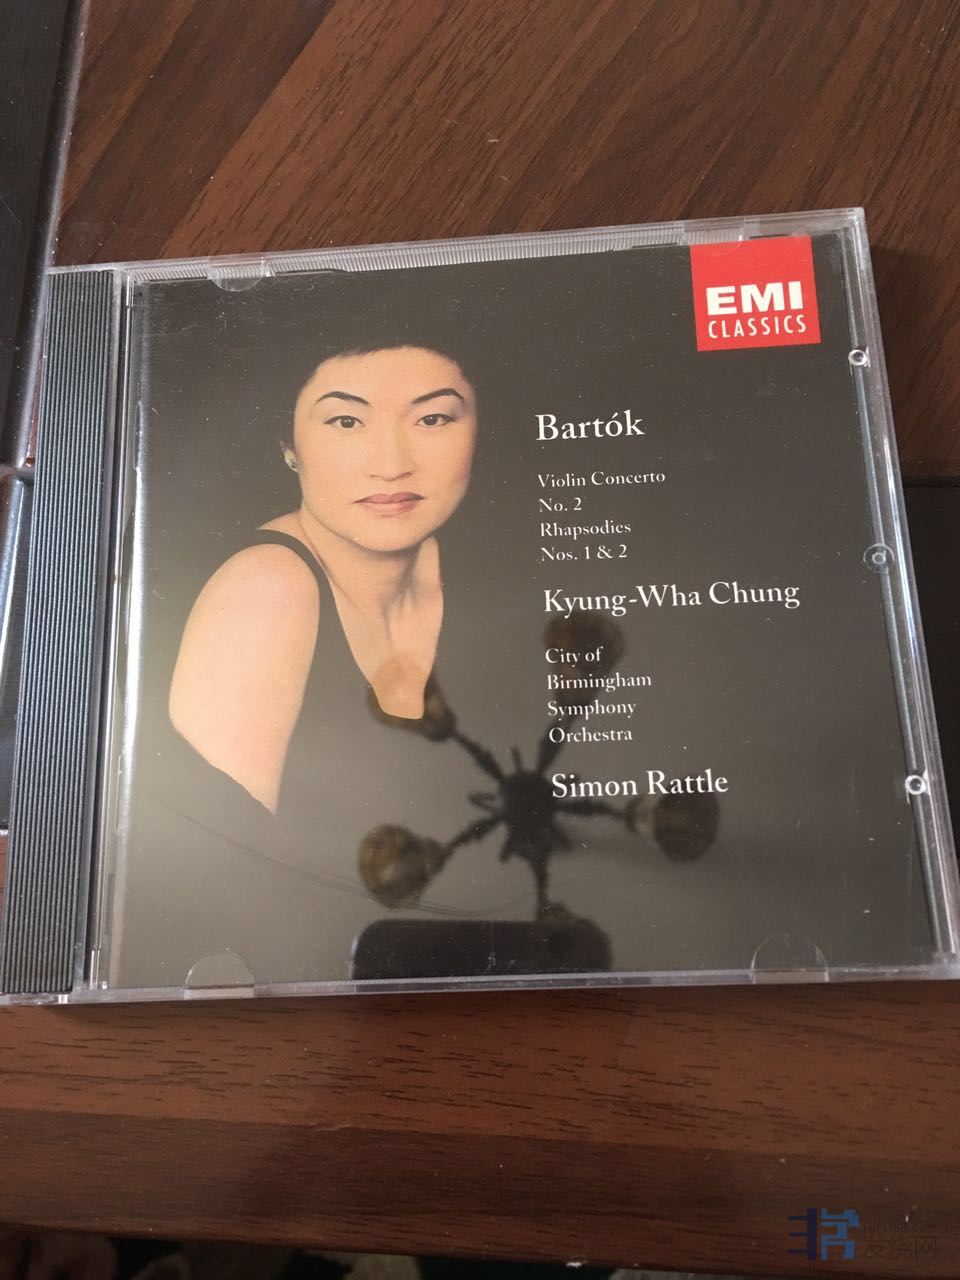 EMI
CLASSICS
Bartók
Violin Concerto
No. 2
Rhapsodies
Nos. 1 & 2
Kyung-Wha Chung
City of
Birmingham
Symphony
Orchestra
Simon Rattle
发烧网